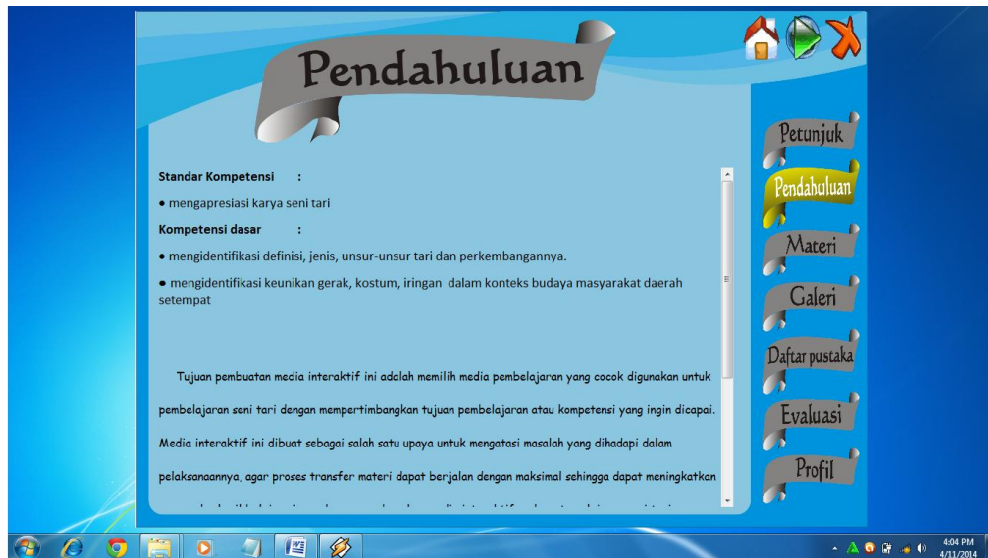 Pendahuluan
Standar Kompetensi :
• mengapresiasi karya seni tari
Kompetensi dasar :
• mengidentifikasi definisi, jenis, unsur-unsur tari dan perkembangannya.
• mengidentifikasi keunikan gerak, kostum, iringan dalam konteks budaya masyarakat daerah
setempat
Tujuan pembuatan media interaktif ini adalah memilih media pembelajaran yang cocok digunakan untuk
pembelajaran seni tari dengan mempertimbangkan tujuan pembelajaran atau kompetensi yang ingin dicapai.
Media interaktif ini dibuat sebagai salah satu upaya untuk mengatasi masalah yang dihadapi dalam
pelaksanaannya, agar proses transfer materi dapat berjalan dengan maksimal sehingga dapat meningkatkan
Petunjuk
Pendahuluan
Materi
Galeri
Daftar pustaka
Evaluasi
Profil
4:04 PM
4/11/2014